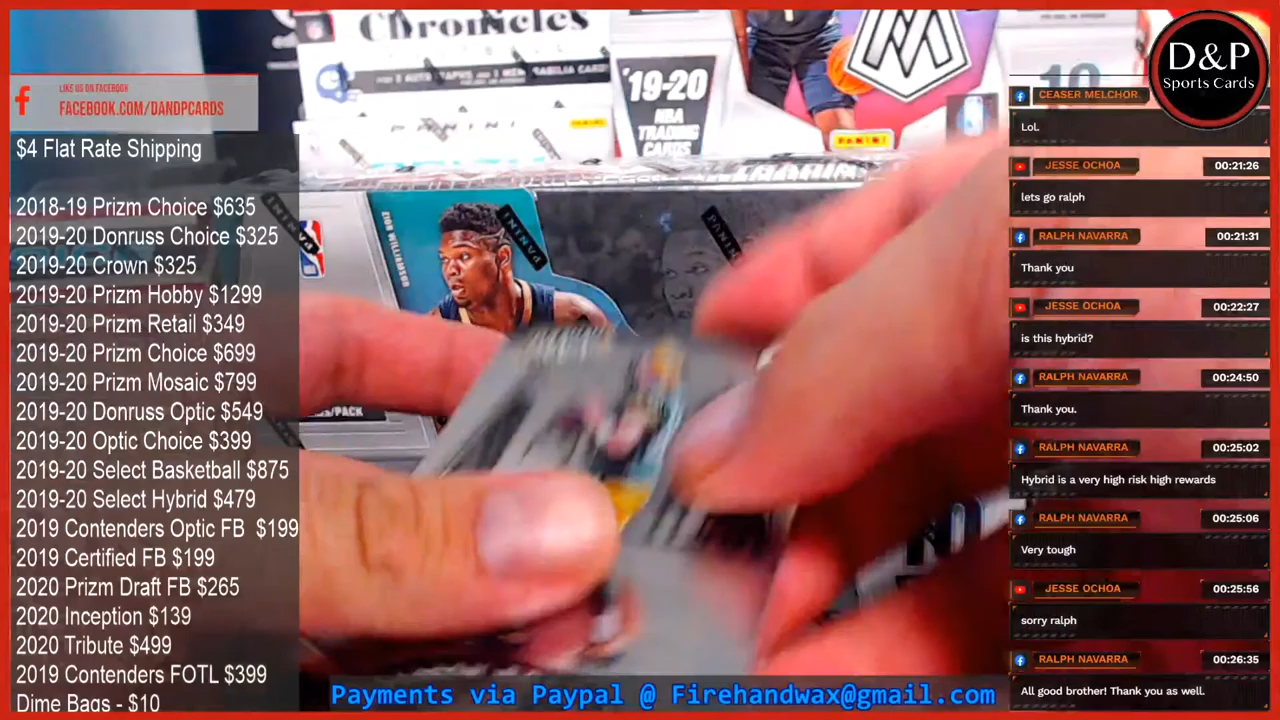 LIKE US ON FACEBOOK
FACEBOOK.COM/DANDPCARDS
$4 Flat Rate Shipping
2018-19 Prizm Choice $635
2019-20 Donruss Choice $325
2019-20 Crown $325
2019-20 Prizm Hobby $1299
2019-20 Prizm Retail $349
2019-20 Prizm Choice $699
2019-20 Prizm Mosaic $799
2019-20 Donruss Optic $549
2019-20 Optic Choice $399
2019-20 Select Basketball $875
2019-20 Select Hybrid $479
2019 Contenders Optic FB $199
2019 Certified FB $199
2020 Prizm Draft FB $265
2020 Inception $139
2020 Tribute $499
2019 Contenders FOTL $399
Dime Bags - $10
Chronicles
PANINI
'19-20
NBA
TRADING
CARDS
PANINI
PANINI
PANINI
/PACK
Payments via Paypal @ Firehandwax@gmail.com
D&P
Sports Cards
CEASER MELCHOR
Lol.
JESSE OCHOA 00:21:26
lets go ralph
RALPH NAVARRA 00:21:31
Thank you
JESSE OCHOA 00:22:27
is this hybrid?
RALPH NAVARRA 00:24:50
Thank you.
RALPH NAVARRA 00:25:02
Hybrid is a very high risk high rewards
RALPH NAVARRA 00:25:06
Very tough
JESSE OCHOA 00:25:56
sorry ralph
RALPH NAVARRA 00:26:35
All good brother! Thank you as well.